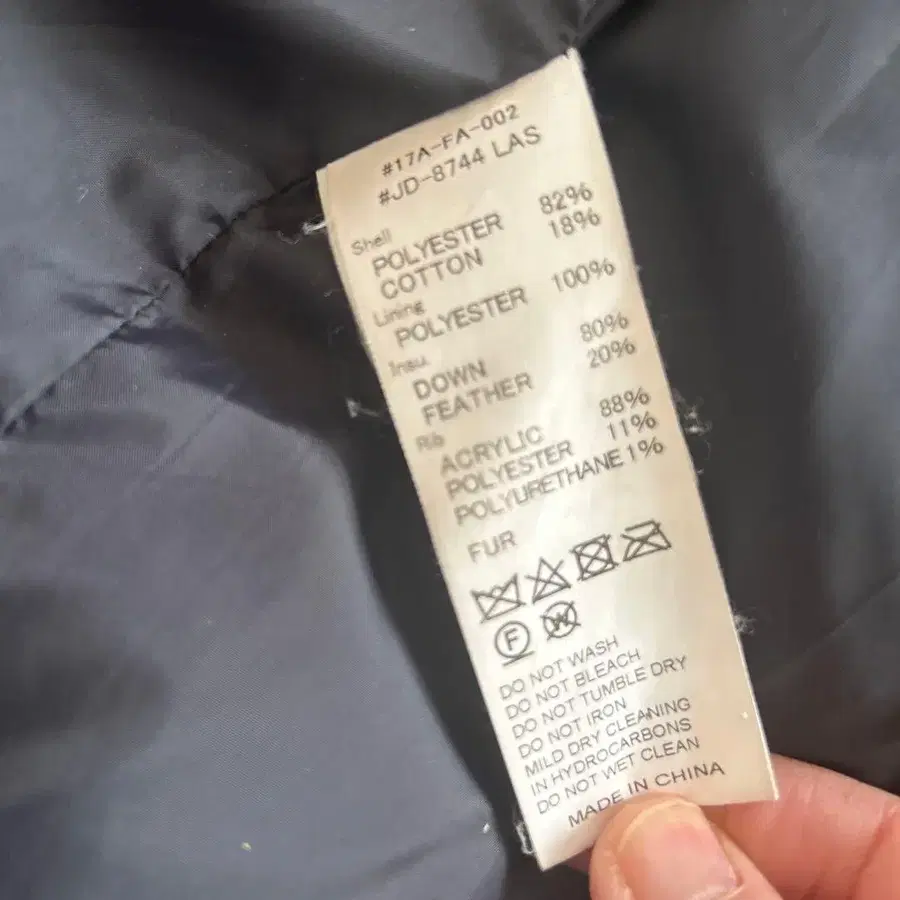 #17A-FA-002
#JD-8744 LAS
Shell
POLYESTER 82%
COTTON 18%
Lining
POLYESTER 100%
Insu.
DOWN 80%
FEATHER 20%
Rib
ACRYLIC 88%
POLYESTER 11%
POLYURETHANE 1%
FUR
F
W
DO NOT WASH
DO NOT BLEACH
DO NOT TUMBLE DRY
DO NOT IRON
MILD DRY CLEANING
IN HYDROCARBONS
DO NOT WET CLEAN
MADE IN CHINA